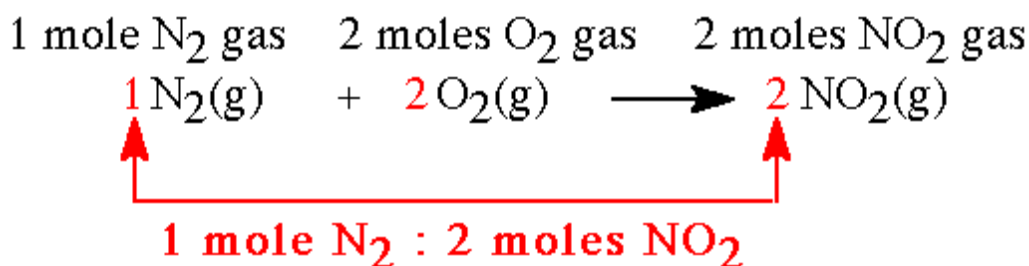 1 mole N2 gas 2 moles O2 gas 2 moles NO2 gas
1 N2(g) + 2 O2(g) → 2 NO2(g)
1 mole N2 : 2 moles NO2